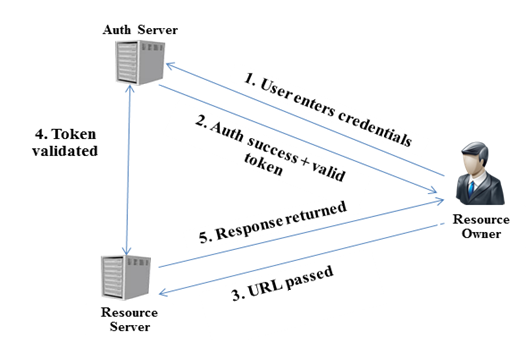 Auth Server
1. User enters credentials
2. Auth success + valid
token
4. Token
validated
Resource
Owner
5. Response returned
3. URL passed
Resource
Server